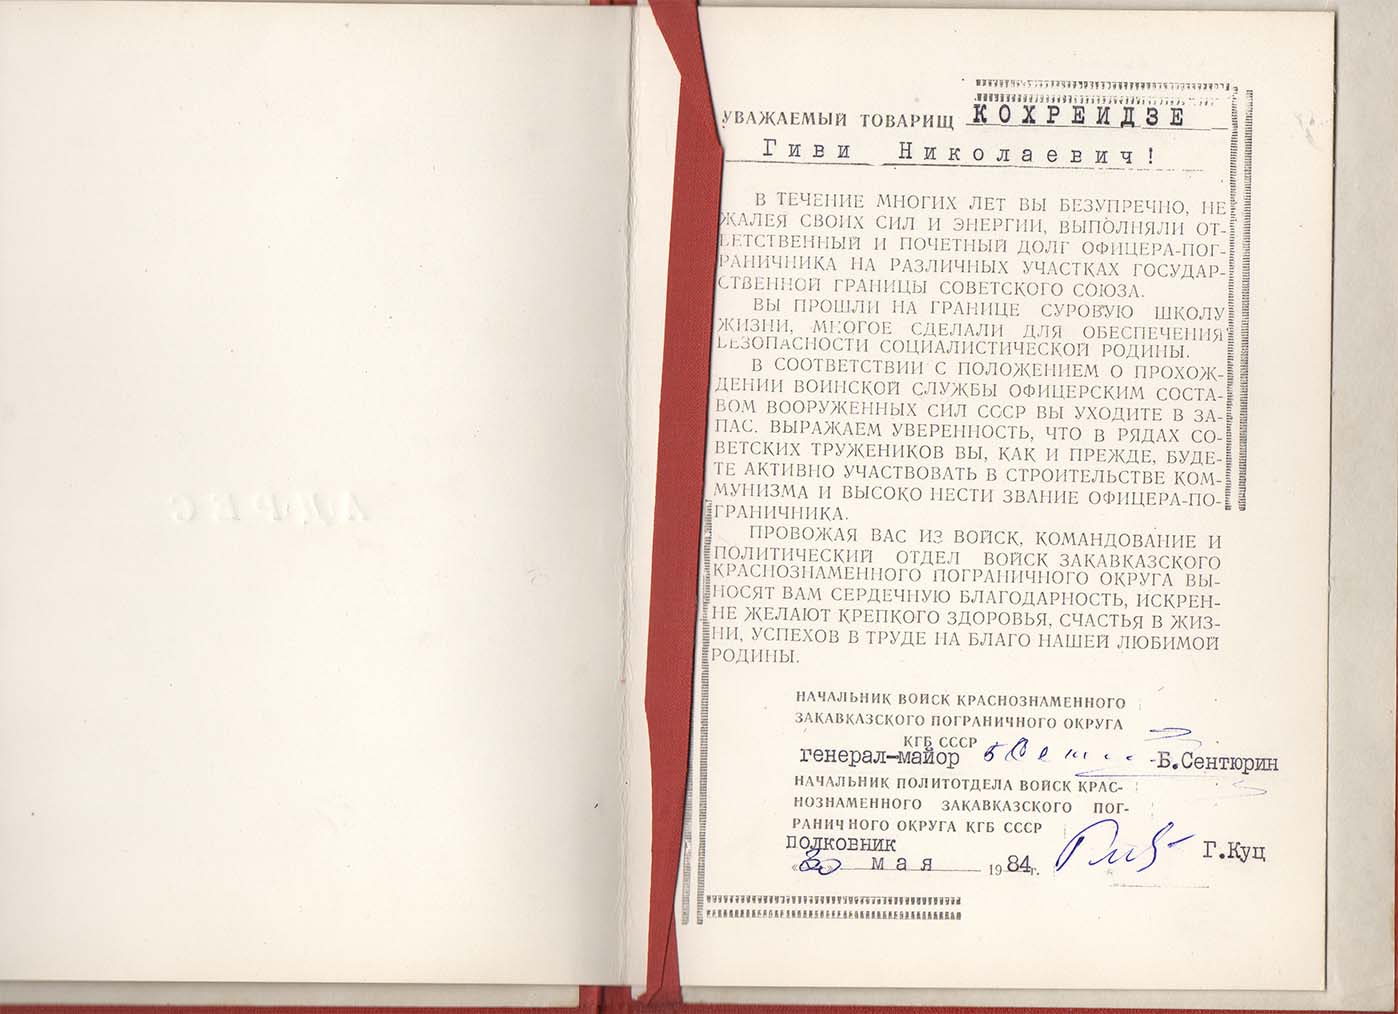 АДРЕС
УВАЖАЕМЫЙ ТОВАРИЩ КОХРЕИДЗЕ
Гиви Николаевич!
В ТЕЧЕНИЕ МНОГИХ ЛЕТ ВЫ БЕЗУПРЕЧНО, НЕ
ЖАЛЕЯ СВОИХ СИЛ И ЭНЕРГИИ, ВЫПОЛНЯЛИ ОТ-
ВЕТСТВЕННЫЙ И ПОЧЕТНЫЙ ДОЛГ ОФИЦЕРА-ПОГ-
РАНИЧНИКА НА РАЗЛИЧНЫХ УЧАСТКАХ ГОСУДАР-
СТВЕННОЙ ГРАНИЦЫ СОВЕТСКОГО СОЮЗА.
ВЫ ПРОШЛИ НА ГРАНИЦЕ СУРОВУЮ ШКОЛУ
ЖИЗНИ, МНОГОЕ СДЕЛАЛИ ДЛЯ ОБЕСПЕЧЕНИЯ
БЕЗОПАСНОСТИ СОЦИАЛИСТИЧЕСКОЙ РОДИНЫ.
В СООТВЕТСТВИИ С ПОЛОЖЕНИЕМ О ПРОХОЖ-
ДЕНИИ ВОИНСКОЙ СЛУЖБЫ ОФИЦЕРСКИМ СОСТА-
ВОМ ВООРУЖЕННЫХ СИЛ СССР ВЫ УХОДИТЕ В ЗА-
ПАС. ВЫРАЖАЕМ УВЕРЕННОСТЬ, ЧТО В РЯДАХ СО-
ВЕТСКИХ ТРУЖЕНИКОВ ВЫ, КАК И ПРЕЖДЕ, БУДЕ-
ТЕ АКТИВНО УЧАСТВОВАТЬ В СТРОИТЕЛЬСТВЕ КОМ-
МУНИЗМА И ВЫСОКО НЕСТИ ЗВАНИЕ ОФИЦЕРА-ПО-
ГРАНИЧНИКА.
ПРОВОЖАЯ ВАС ИЗ ВОЙСК, КОМАНДОВАНИЕ И
ПОЛИТИЧЕСКИЙ ОТДЕЛ ВОЙСК ЗАКАВКАЗСКОГО
КРАСНОЗНАМЕННОГО ПОГРАНИЧНОГО ОКРУГА ВЫ-
НОСЯТ ВАМ СЕРДЕЧНУЮ БЛАГОДАРНОСТЬ, ИСКРЕН-
НЕ ЖЕЛАЮТ КРЕПКОГО ЗДОРОВЬЯ, СЧАСТЬЯ В ЖИЗ-
НИ, УСПЕХОВ В ТРУДЕ НА БЛАГО НАШЕЙ ЛЮБИМОЙ
РОДИНЫ.
НАЧАЛЬНИК ВОЙСК КРАСНОЗНАМЕННОГО
ЗАКАВКАЗСКОГО ПОГРАНИЧНОГО ОКРУГА
КГБ СССР
генерал-майор Б.Сентюрин
НАЧАЛЬНИК ПОЛИТОТДЕЛА ВОЙСК КРАС-
НОЗНАМЕННОГО ЗАКАВКАЗСКОГО ПОГ-
РАНИЧНОГО ОКРУГА КГБ СССР
полковник Г.Куц
«30» мая 1984г.